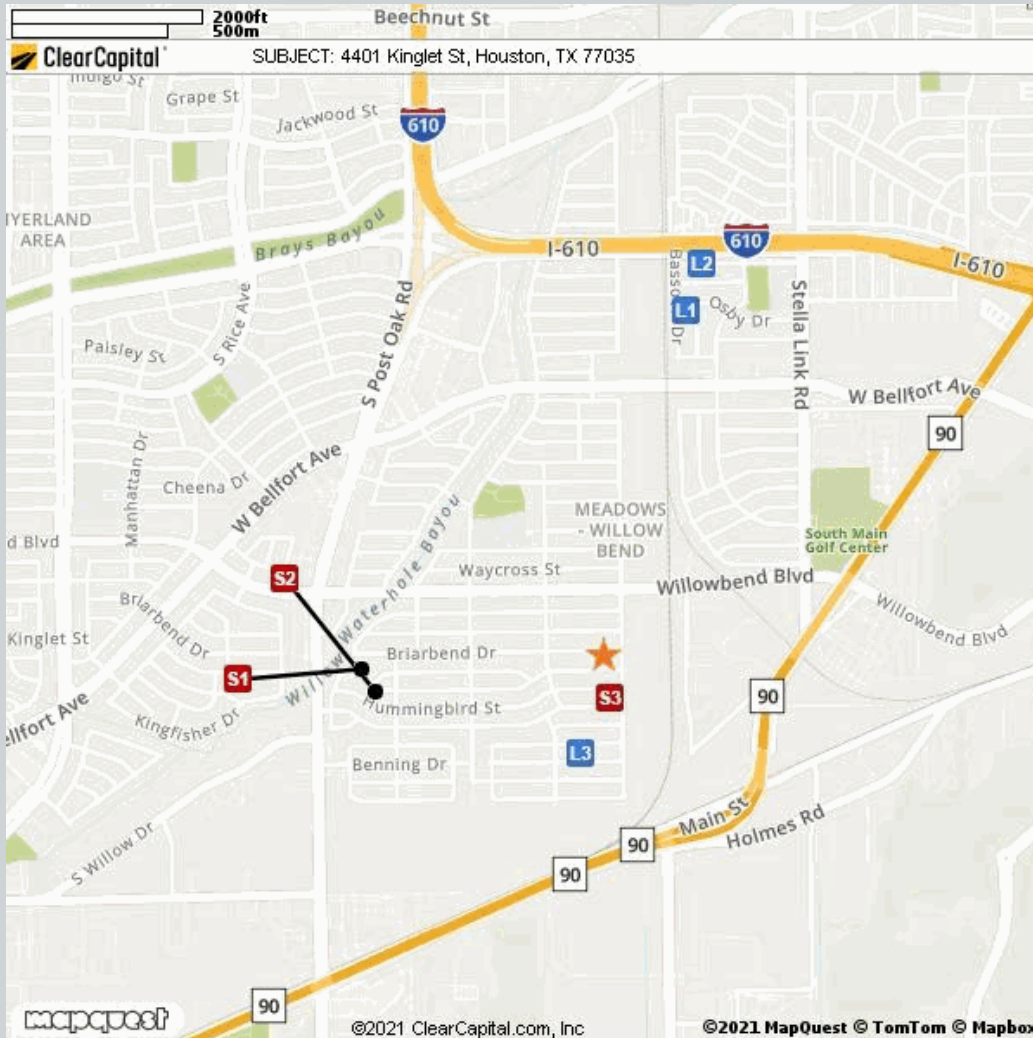 2000ft
500m
Beechnut St
ClearCapital
SUBJECT: 4401 Kinglet St, Houston, TX 77035
Indigo St
Grape St
Jackwood St
610
IYERLAND
AREA
Brays Bayou
I-610
610
I-610
L2
Basso
Dr
L1
Osby Dr
Stella Link Rd
S Rice Ave
S Post Oak Rd
Paisley St
W Bellfort Ave
90
Manhattan Dr
Cheena Dr
W Bellfort Ave
MEADOWS
- WILLOW
BEND
South Main
Golf Center
d Blvd
S2
Waycross St
Willowbend Blvd
Willow Waterhole Bayou
Briarbend Dr
Willowbend Blvd
Kinglet St
Briarbend Dr
S1
S3
90
Kingfisher Dr
Hummingbird St
ellfort Ave
L3
Benning Dr
Main St
Holmes Rd
90
S Willow Dr
90
90
mapquest
©2021 ClearCapital.com, Inc
©2021 MapQuest © TomTom © Mapbox